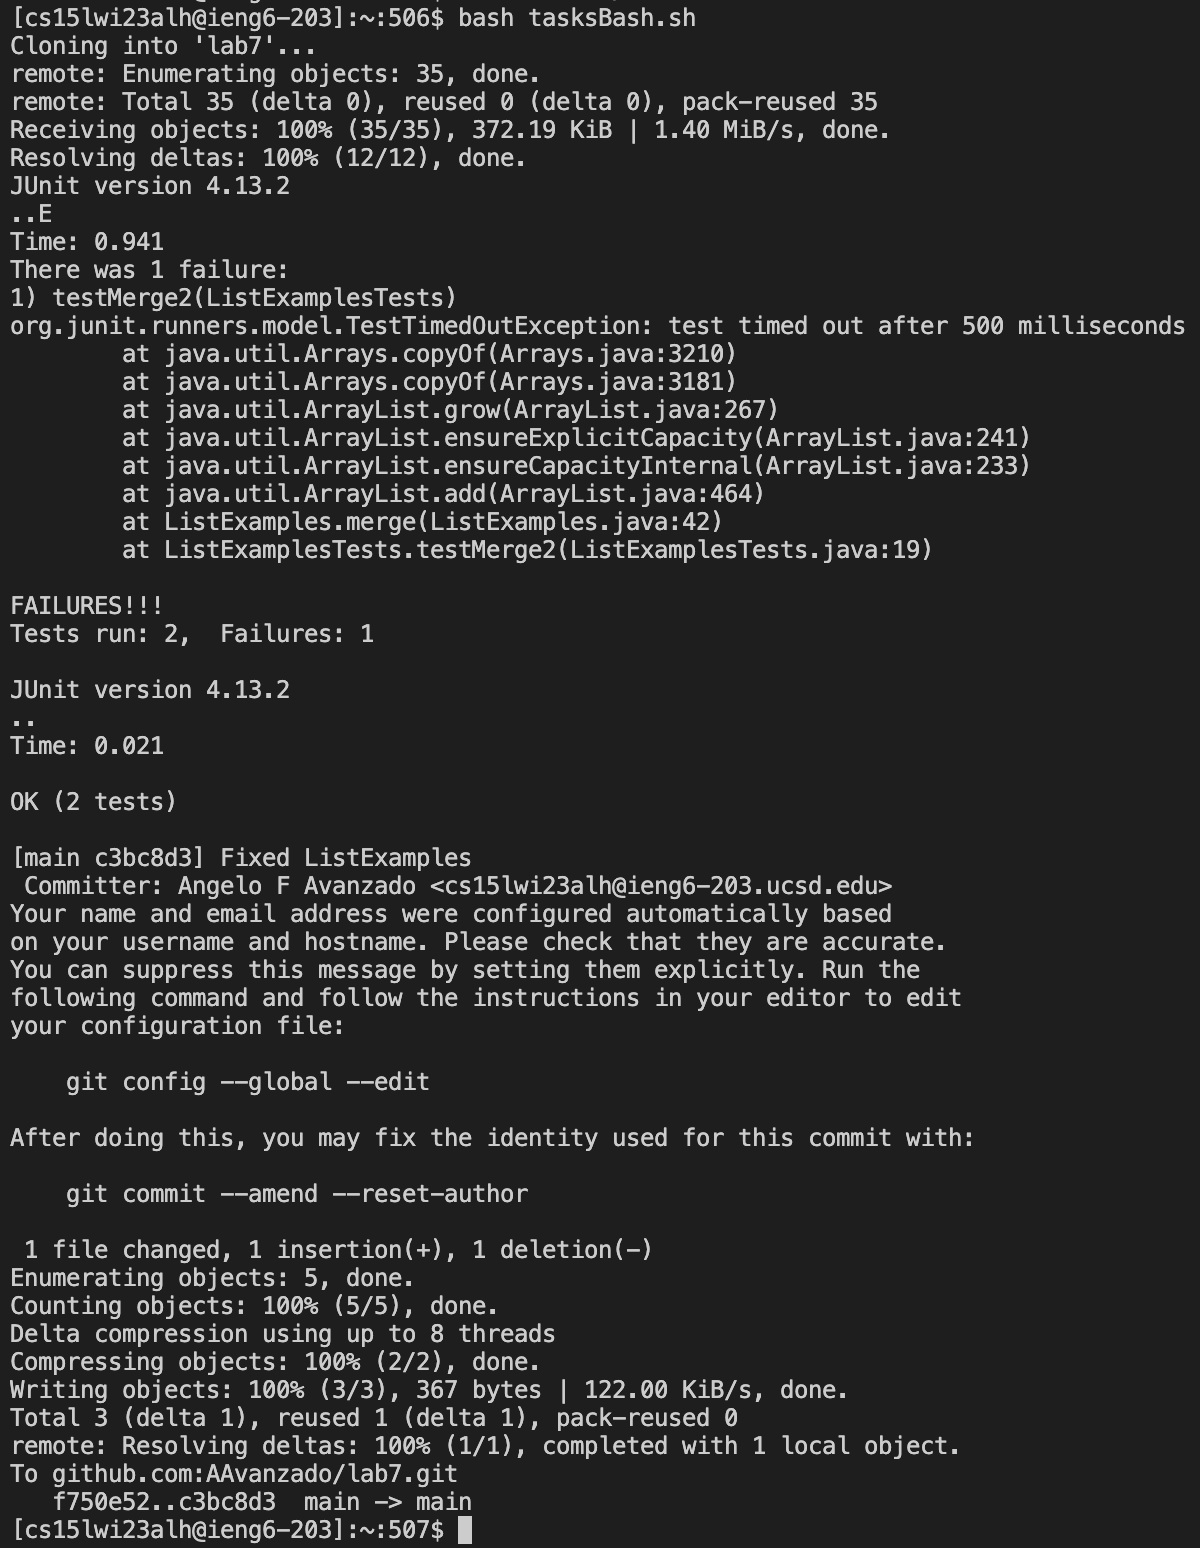 [cs15lwi23alh@ieng6-203]:~:506$ bash tasksBash.sh
Cloning into 'lab7'...
remote: Enumerating objects: 35, done.
remote: Total 35 (delta 0), reused 0 (delta 0), pack-reused 35
Receiving objects: 100% (35/35), 372.19 KiB | 1.40 MiB/s, done.
Resolving deltas: 100% (12/12), done.
JUnit version 4.13.2
..E
Time: 0.941
There was 1 failure:
1) testMerge2(ListExamplesTests)
org.junit.runners.model.TestTimedOutException: test timed out after 500 milliseconds
        at java.util.Arrays.copyOf(Arrays.java:3210)
        at java.util.Arrays.copyOf(Arrays.java:3181)
        at java.util.ArrayList.grow(ArrayList.java:267)
        at java.util.ArrayList.ensureExplicitCapacity(ArrayList.java:241)
        at java.util.ArrayList.ensureCapacityInternal(ArrayList.java:233)
        at java.util.ArrayList.add(ArrayList.java:464)
        at ListExamples.merge(ListExamples.java:42)
        at ListExamplesTests.testMerge2(ListExamplesTests.java:19)

FAILURES!!!
Tests run: 2,  Failures: 1

JUnit version 4.13.2
..
Time: 0.021

OK (2 tests)

[main c3bc8d3] Fixed ListExamples
 Committer: Angelo F Avanzado <cs15lwi23alh@ieng6-203.ucsd.edu>
Your name and email address were configured automatically based
on your username and hostname. Please check that they are accurate.
You can suppress this message by setting them explicitly. Run the
following command and follow the instructions in your editor to edit
your configuration file:

    git config --global --edit

After doing this, you may fix the identity used for this commit with:

    git commit --amend --reset-author

 1 file changed, 1 insertion(+), 1 deletion(-)
Enumerating objects: 5, done.
Counting objects: 100% (5/5), done.
Delta compression using up to 8 threads
Compressing objects: 100% (2/2), done.
Writing objects: 100% (3/3), 367 bytes | 122.00 KiB/s, done.
Total 3 (delta 1), reused 1 (delta 1), pack-reused 0
remote: Resolving deltas: 100% (1/1), completed with 1 local object.
To github.com:AAvanzado/lab7.git
   f750e52..c3bc8d3  main -> main
[cs15lwi23alh@ieng6-203]:~:507$